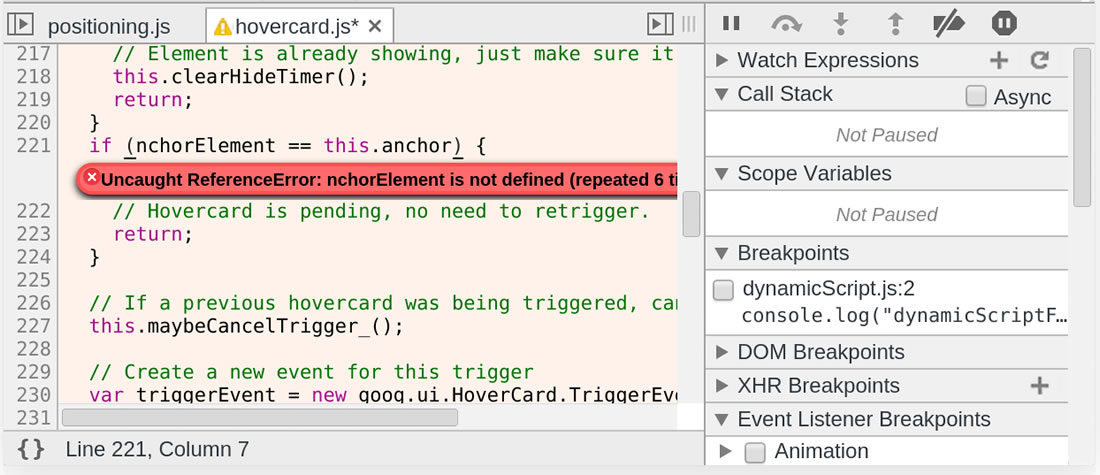 positioning.js hovercard.js*
217 // Element is already showing, just make sure it
218 this.clearHideTimer();
219 return;
220 }
221 if (nchorElement == this.anchor) {
Uncaught ReferenceError: nchorElement is not defined (repeated 6 ti
222 // Hovercard is pending, no need to retrigger.
223 return;
224 }
225
226 // If a previous hovercard was being triggered, can
227 this.maybeCancelTrigger_();
228
229 // Create a new event for this trigger
230 var triggerEvent = new goog.ui.HoverCard.TriggerEve
231
{} Line 221, Column 7
Watch Expressions
Call Stack Async
Not Paused
Scope Variables
Not Paused
Breakpoints
dynamicScript.js:2
console.log("dynamicScriptF…
DOM Breakpoints
XHR Breakpoints
Event Listener Breakpoints
Animation